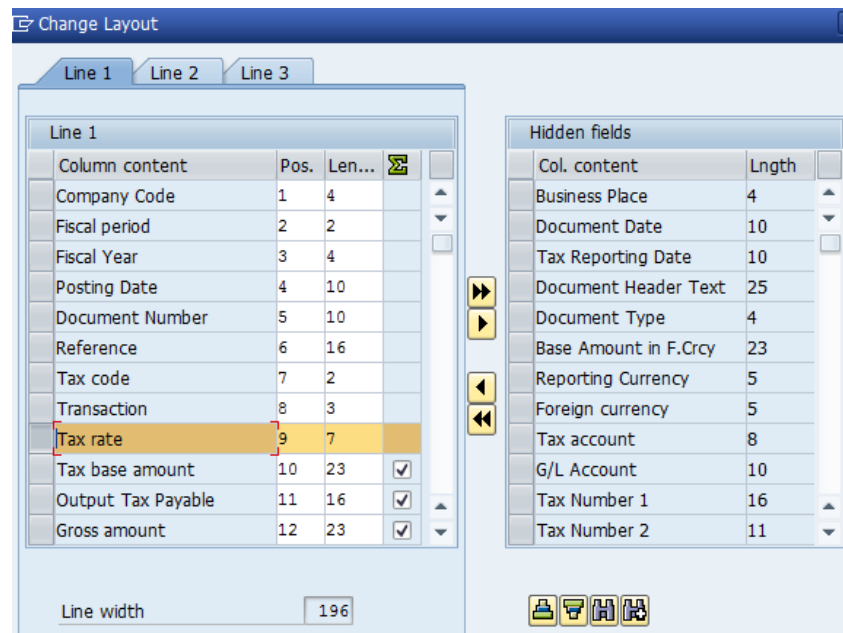 Change Layout
Line 1 Line 2 Line 3
Line 1
Column content Pos. Len...
Company Code 1 4
Fiscal period 2 2
Fiscal Year 3 4
Posting Date 4 10
Document Number 5 10
Reference 6 16
Tax code 7 2
Transaction 8 3
Tax rate 9 7
Tax base amount 10 23
Output Tax Payable 11 16
Gross amount 12 23
Line width 196
Hidden fields
Col. content Lngth
Business Place 4
Document Date 10
Tax Reporting Date 10
Document Header Text 25
Document Type 4
Base Amount in F.Crcy 23
Reporting Currency 5
Foreign currency 5
Tax account 8
G/L Account 10
Tax Number 1 16
Tax Number 2 11